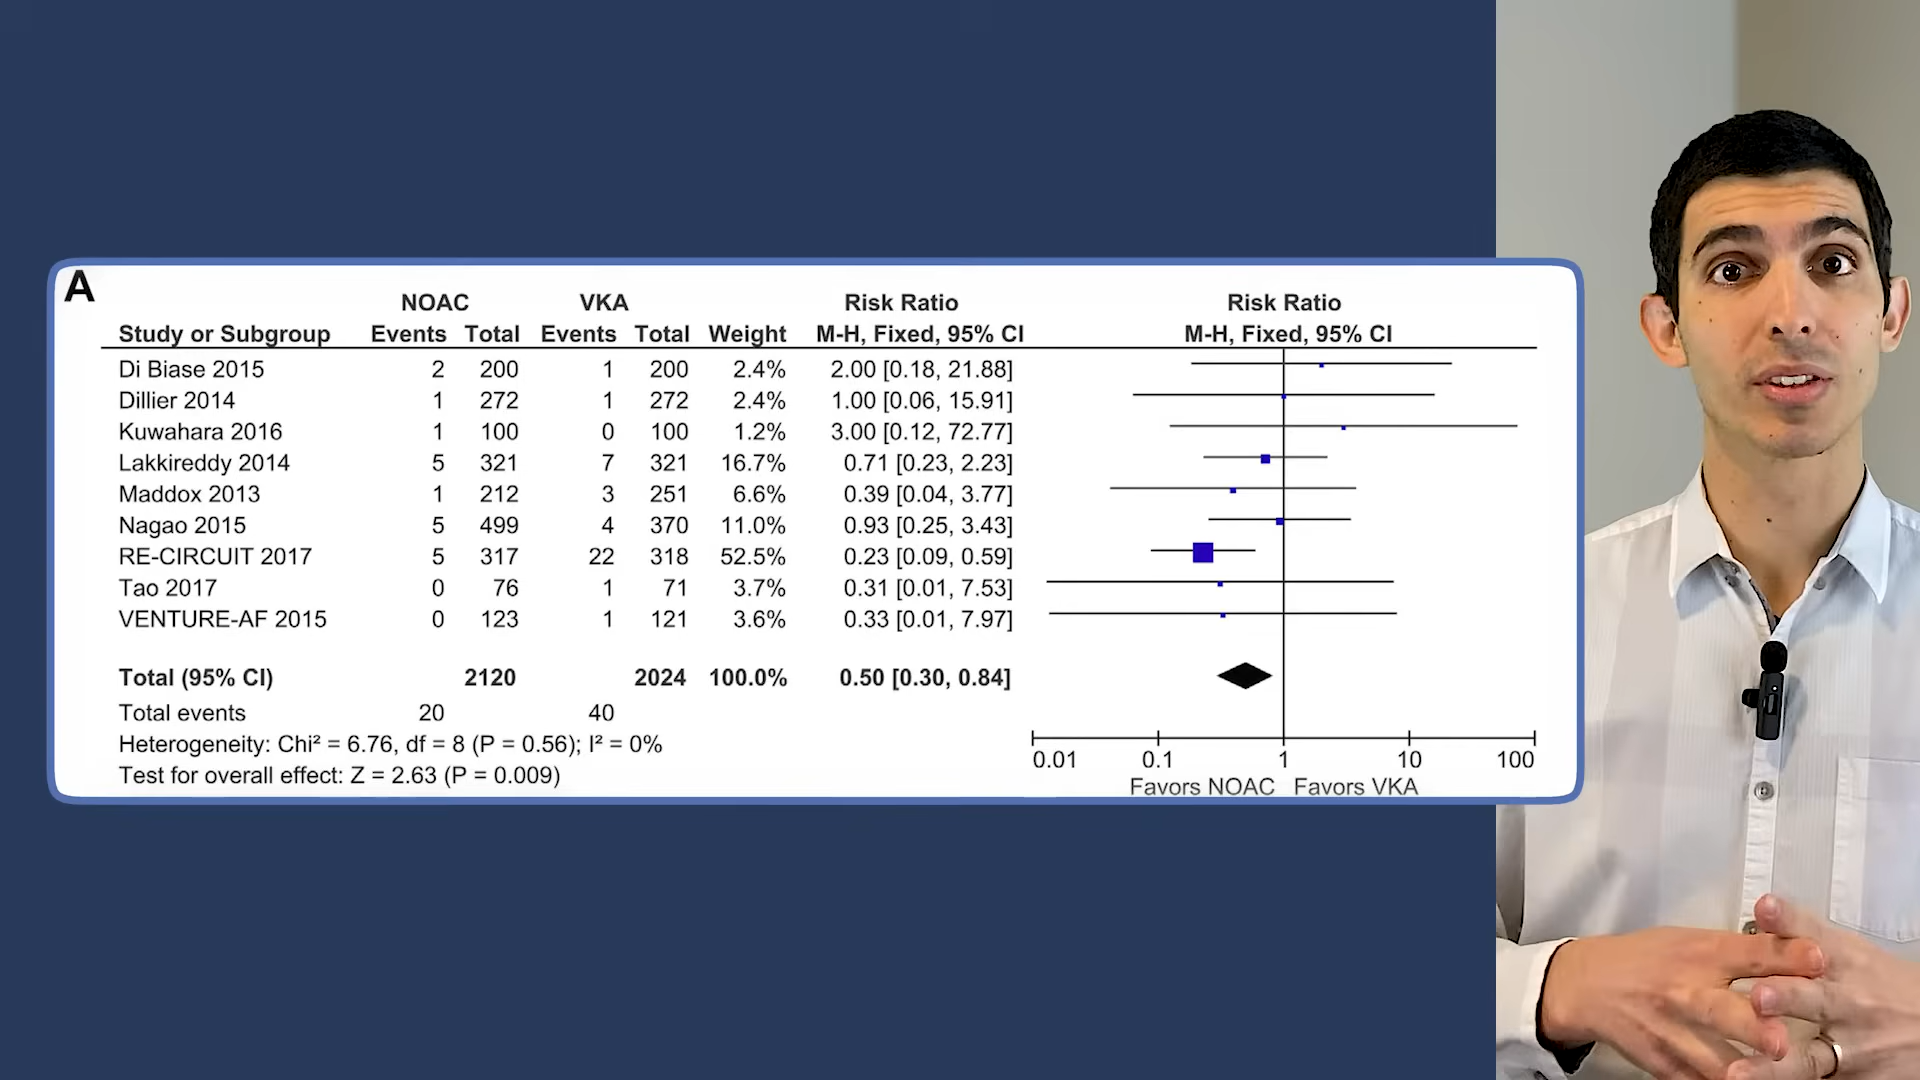 A
NOAC VKA Risk Ratio Risk Ratio
Study or Subgroup Events Total Events Total Weight M-H, Fixed, 95% CI M-H, Fixed, 95% CI
Di Biase 2015 2 200 1 200 2.4% 2.00 [0.18, 21.88]
Dillier 2014 1 272 1 272 2.4% 1.00 [0.06, 15.91]
Kuwahara 2016 1 100 0 100 1.2% 3.00 [0.12, 72.77]
Lakkireddy 2014 5 321 7 321 16.7% 0.71 [0.23, 2.23]
Maddox 2013 1 212 3 251 6.6% 0.39 [0.04, 3.77]
Nagao 2015 5 499 4 370 11.0% 0.93 [0.25, 3.43]
RE-CIRCUIT 2017 5 317 22 318 52.5% 0.23 [0.09, 0.59]
Tao 2017 0 76 1 71 3.7% 0.31 [0.01, 7.53]
VENTURE-AF 2015 0 123 1 121 3.6% 0.33 [0.01, 7.97]
Total (95% CI) 2120 2024 100.0% 0.50 [0.30, 0.84]
Total events 20 40
Heterogeneity: Chi² = 6.76, df = 8 (P = 0.56); I² = 0%
Test for overall effect: Z = 2.63 (P = 0.009)
0.01 0.1 1 10 100
Favors NOAC Favors VKA